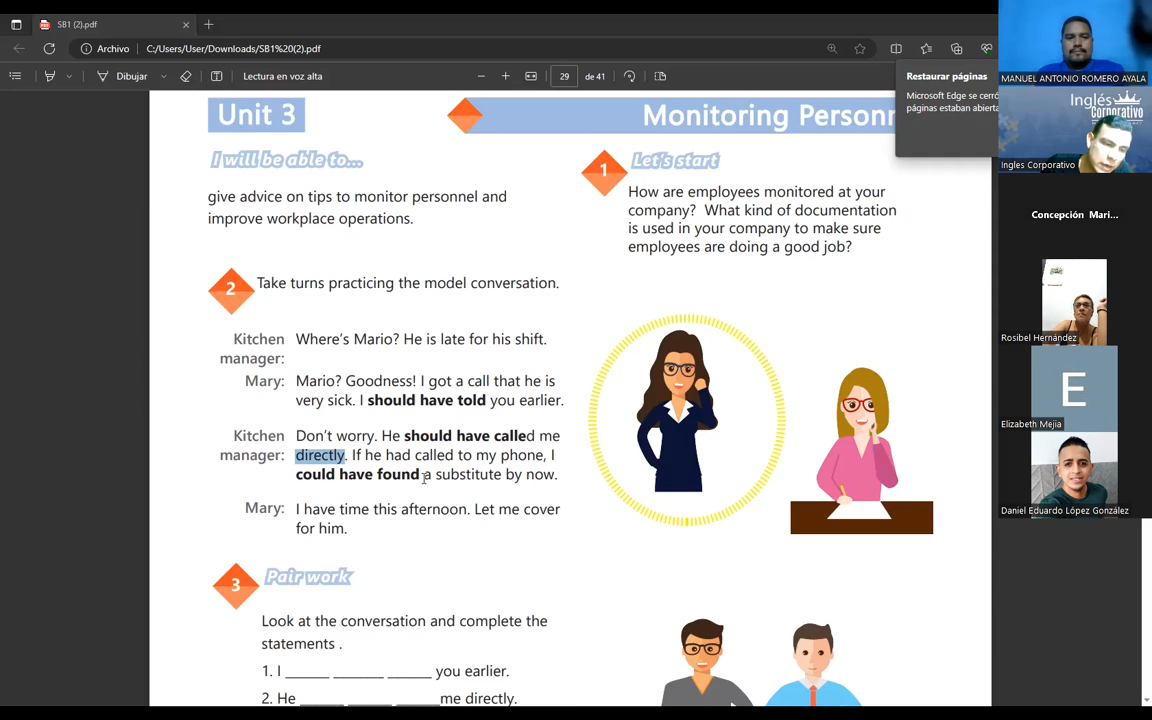 SB1 (2).pdf
Archivo
C:/Users/User/Downloads/SB1%20(2).pdf
Dibujar
Lectura en voz alta
29
de 41
Restaurar páginas
Microsoft Edge se cerró
páginas estaban abierta
Unit 3
Monitoring Personn
I will be able to...
give advice on tips to monitor personnel and
improve workplace operations.
1
Let's start
How are employees monitored at your
company? What kind of documentation
is used in your company to make sure
employees are doing a good job?
2
Take turns practicing the model conversation.
Kitchen manager:
Where's Mario? He is late for his shift.
Mary:
Mario? Goodness! I got a call that he is
very sick. I should have told you earlier.
Kitchen manager:
Don't worry. He should have called me
directly. If he had called to my phone, I
could have found a substitute by now.
Mary:
I have time this afternoon. Let me cover
for him.
3
Pair work
Look at the conversation and complete the
statements .
1. I ______ ______ ______ you earlier.
2. He ______ ______ ______me directly.
MANUEL ANTONIO ROMERO AYALA
Inglés
Corporativo
Ingles Corporativo
Concepción Mari...
Rosibel Hernández
E
Elizabeth Mejia
Daniel Eduardo López González